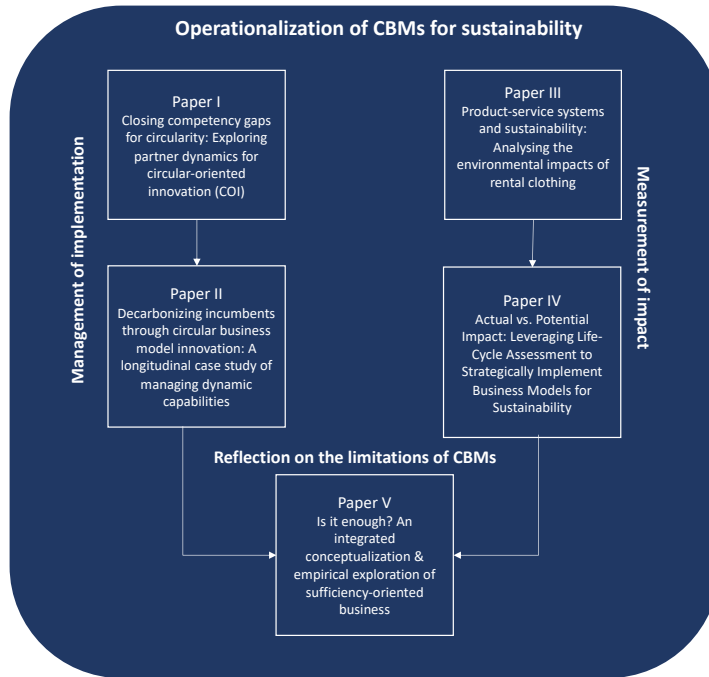 Operationalization of CBMs for sustainability
Management of implementation
Paper I
Closing competency gaps
for circularity: Exploring
partner dynamics for
circular-oriented
innovation (COI)
Paper II
Decarbonizing incumbents
through circular business
model innovation: A
longitudinal case study of
managing dynamic
capabilities
Paper III
Product-service systems
and sustainability:
Analysing the
environmental impacts of
rental clothing
Paper IV
Actual vs. Potential
Impact: Leveraging Life-
Cycle Assessment to
Strategically Implement
Business Models for
Sustainability
Measurement of impact
Reflection on the limitations of CBMs
Paper V
Is it enough? An
integrated
conceptualization &
empirical exploration of
sufficiency-oriented
business